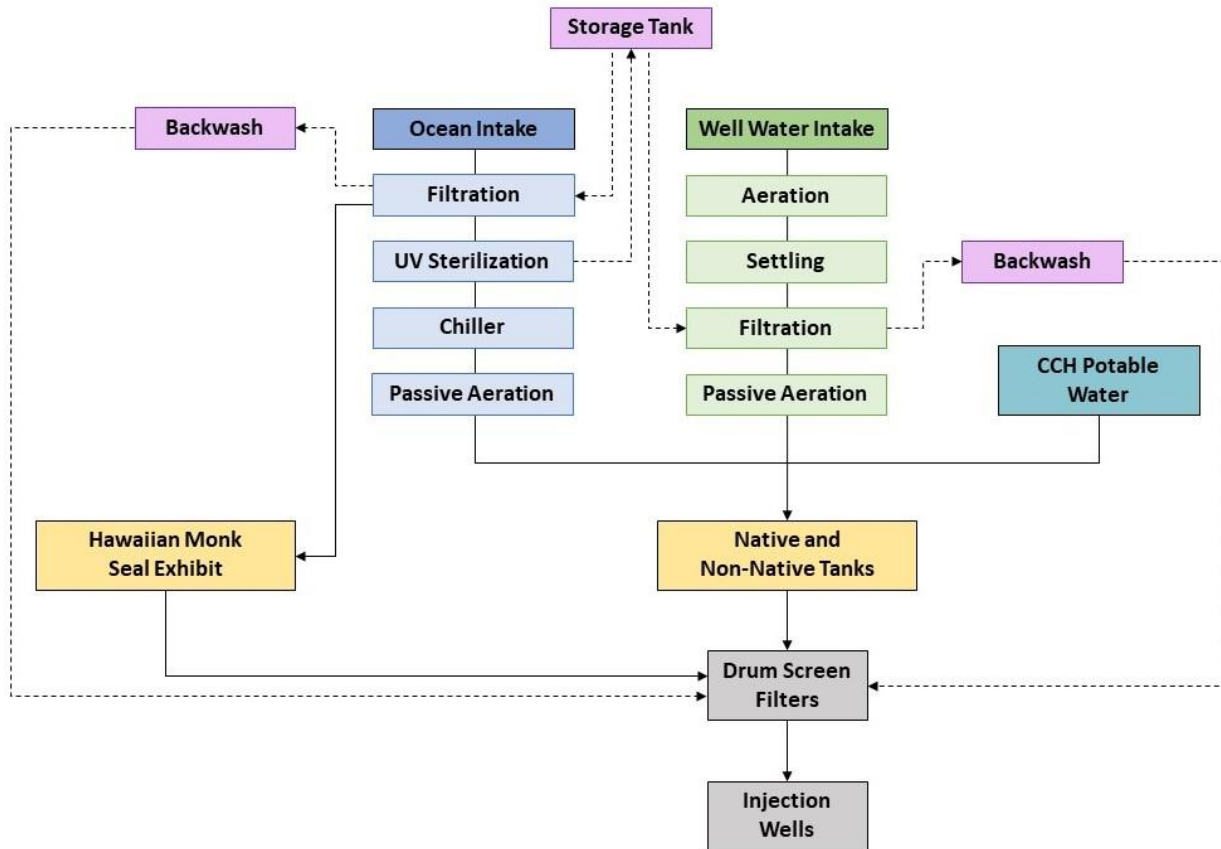 Storage Tank
Backwash
Ocean Intake
Well Water Intake
Filtration
Aeration
UV Sterilization
Settling
Backwash
Chiller
Filtration
CCH Potable
Water
Passive Aeration
Passive Aeration
Hawaiian Monk
Seal Exhibit
Native and
Non-Native Tanks
Drum Screen
Filters
Injection
Wells